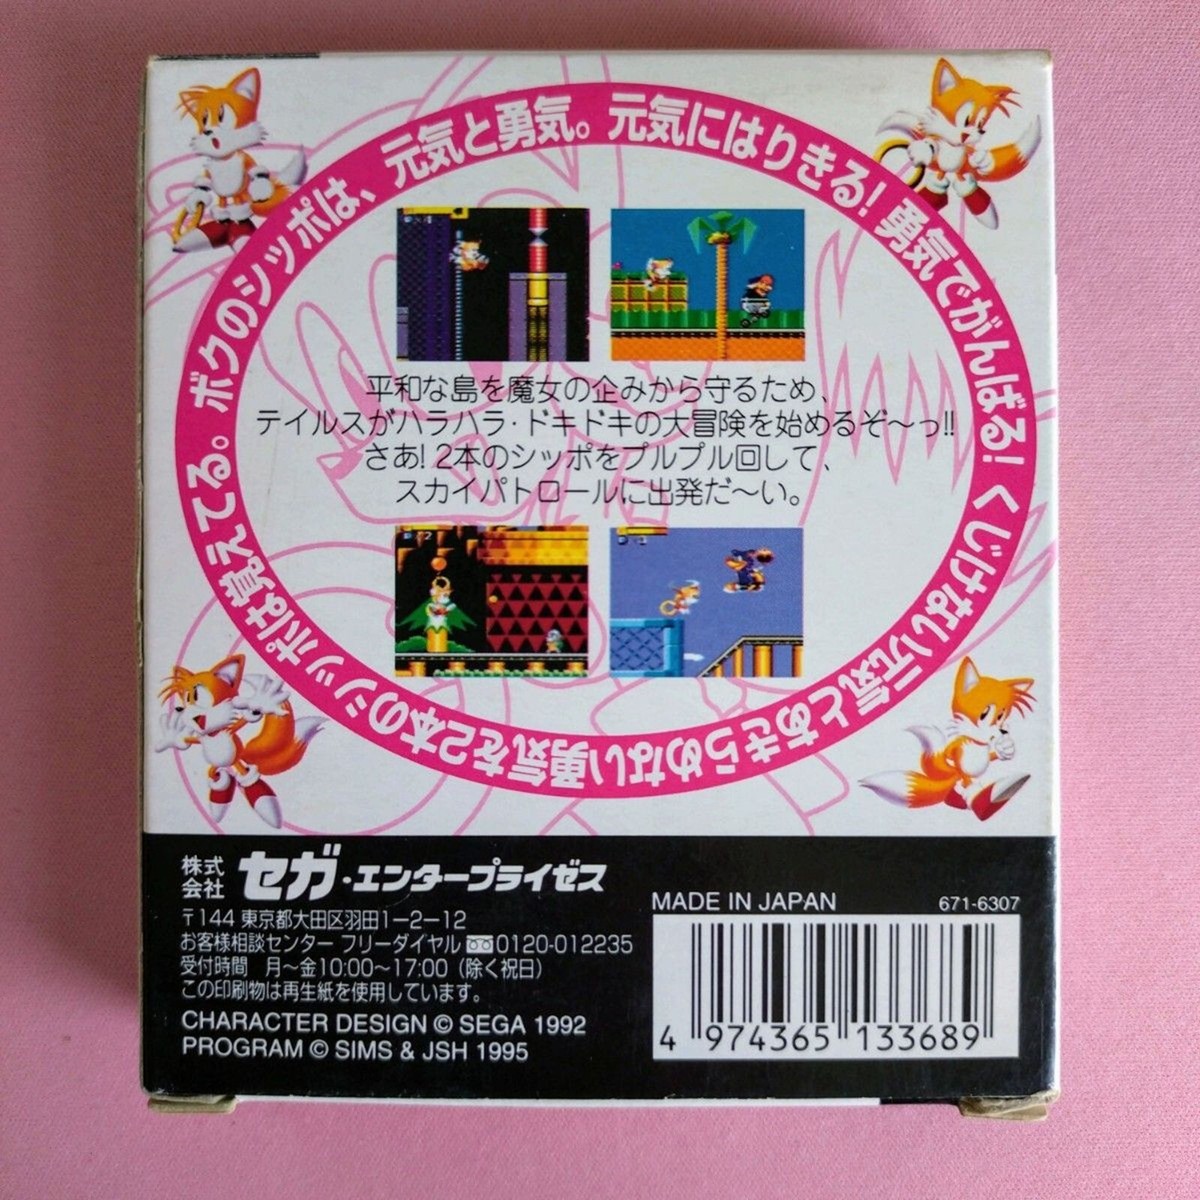 ボクのシッポは、元気と勇気。元気にはりきる!勇気でがんばる!くじけない元気とあきらめない勇気を2本のシッポは覚えてる。
平和な島を魔女の企みから守るため、
テイルスがハラハラ・ドキドキの大冒険を始めるぞ〜っ!!
さあ!2本のシッポをプルプル回して、
スカイパトロールに出発だ〜い。
株式会社 セガ・エンタープライゼス
〒144 東京都大田区羽田1-2-12
お客様相談センター フリーダイヤル 0120-012235
受付時間 月〜金10:00〜17:00(除く祝日)
この印刷物は再生紙を使用しています。
CHARACTER DESIGN © SEGA 1992
PROGRAM © SIMS & JSH 1995
MADE IN JAPAN 671-6307
4 974365 133689